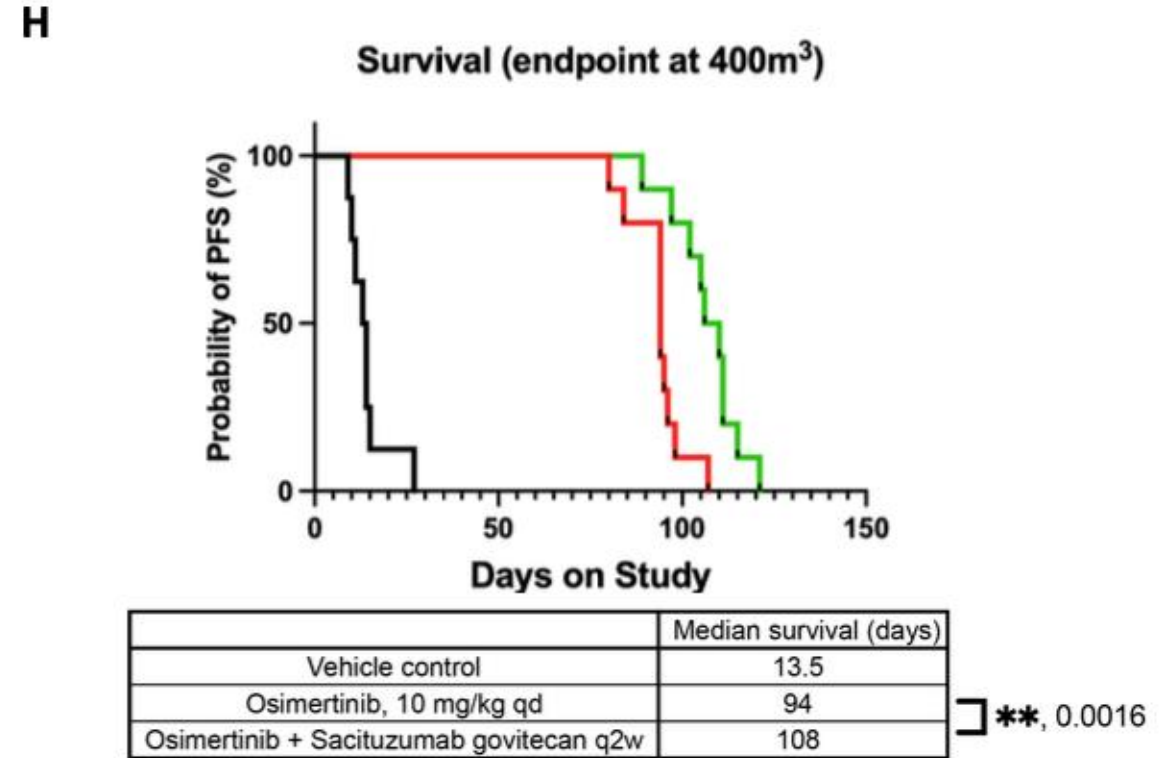 H
Survival (endpoint at 400m³)
Probability of PFS (%)
100
50
0
0 50 100 150
Days on Study
Median survival (days)
Vehicle control 13.5
Osimertinib, 10 mg/kg qd 94
Osimertinib + Sacituzumab govitecan q2w 108
**, 0.0016